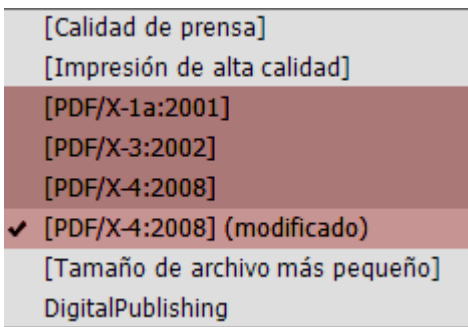 [Calidad de prensa]
[Impresión de alta calidad]
[PDF/X-1a:2001]
[PDF/X-3:2002]
[PDF/X-4:2008]
[PDF/X-4:2008] (modificado)
[Tamaño de archivo más pequeño]
DigitalPublishing